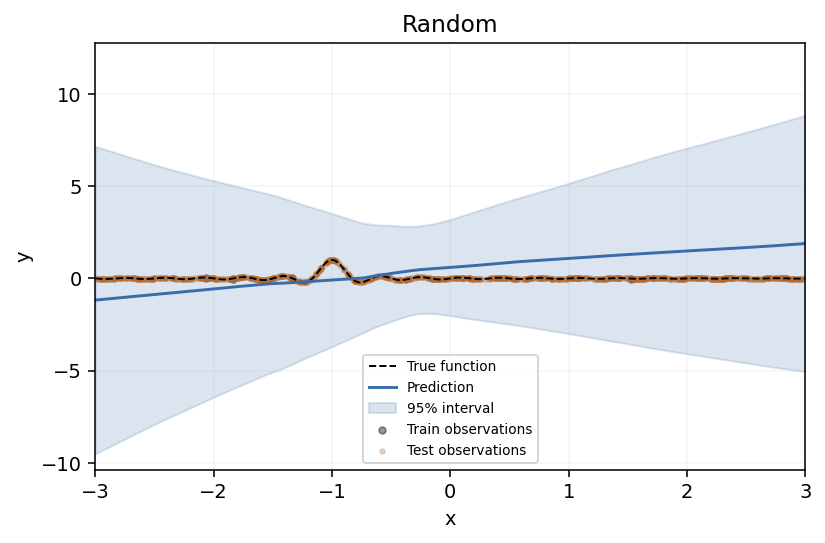 Random
10
5
0
−5
−10
y
True function
Prediction
95% interval
Train observations
Test observations
−3
−2
−1
0
1
2
3
x